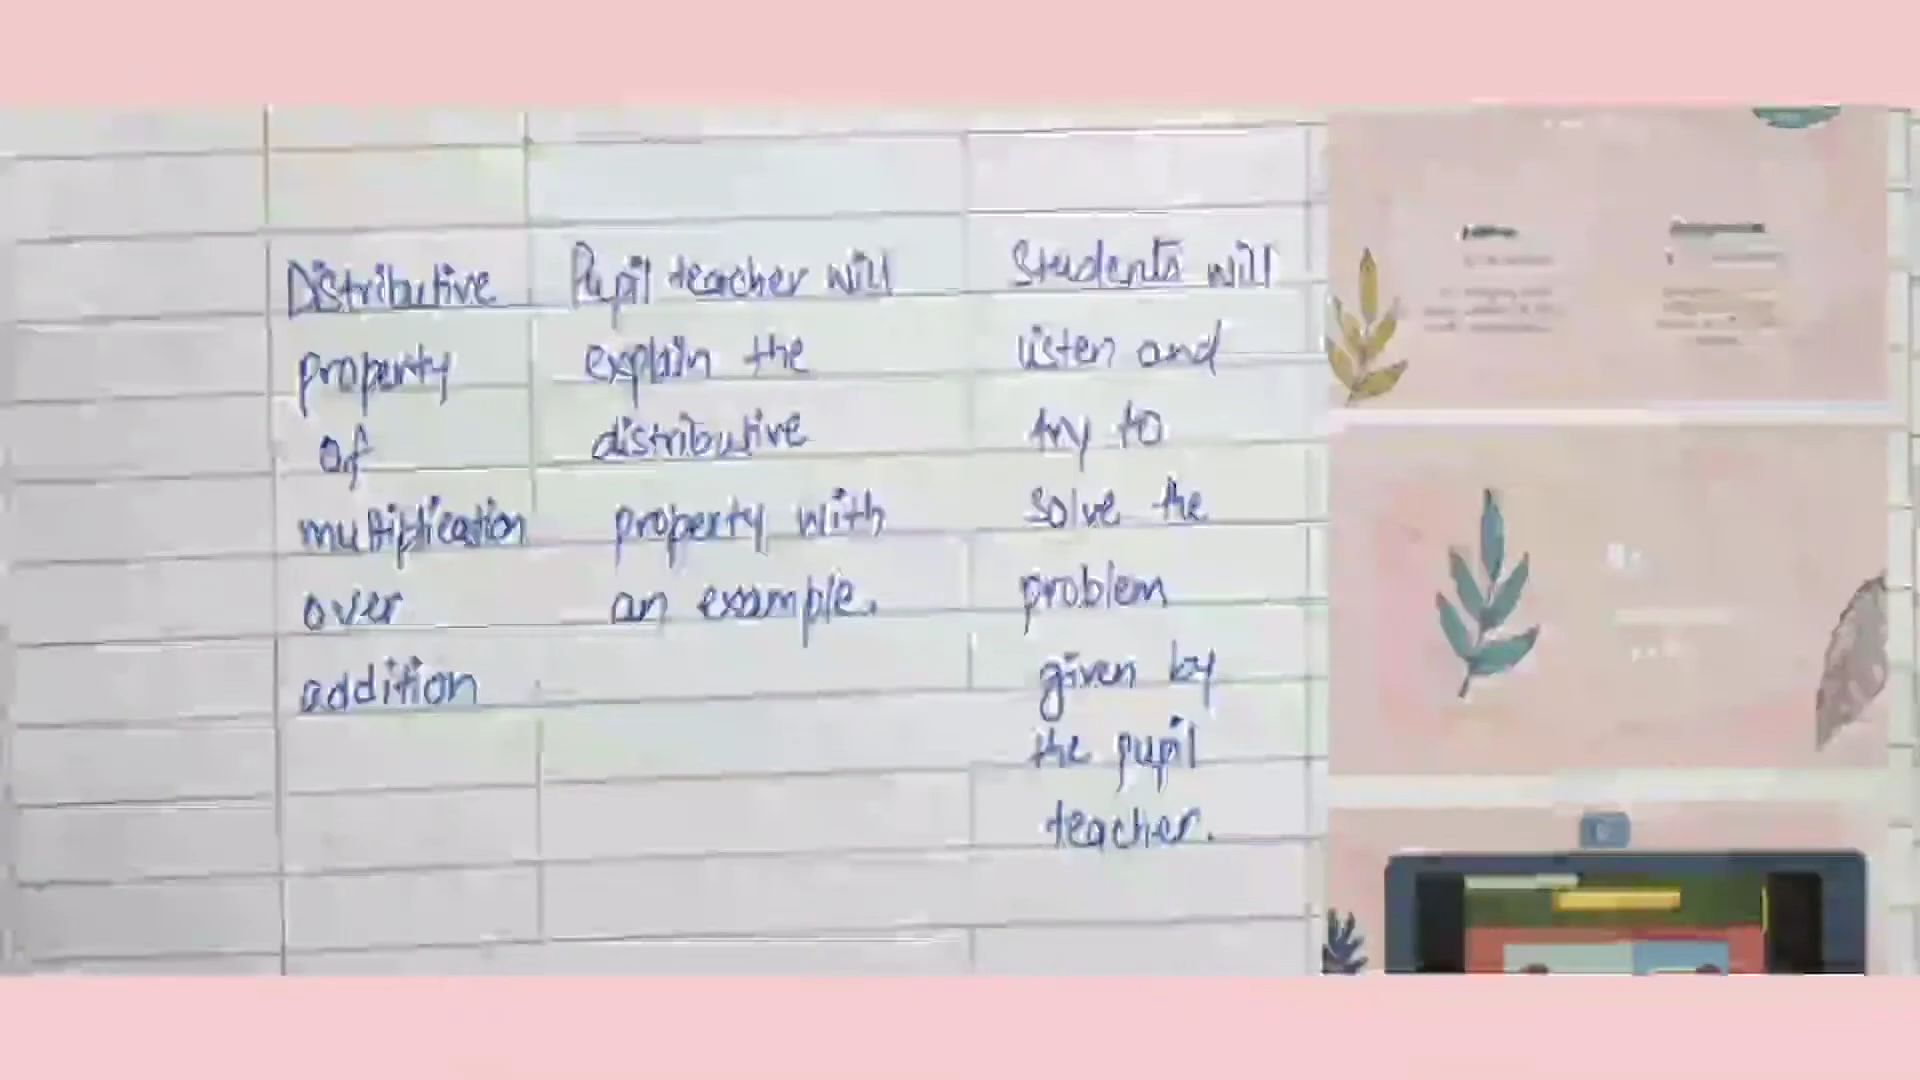 Distributive
property
of
multiplication
over
addition
Pupil teacher will
explain the
distributive
property with
an example.
Students will
listen and
try to
solve the
problem
given by
the pupil
teacher.